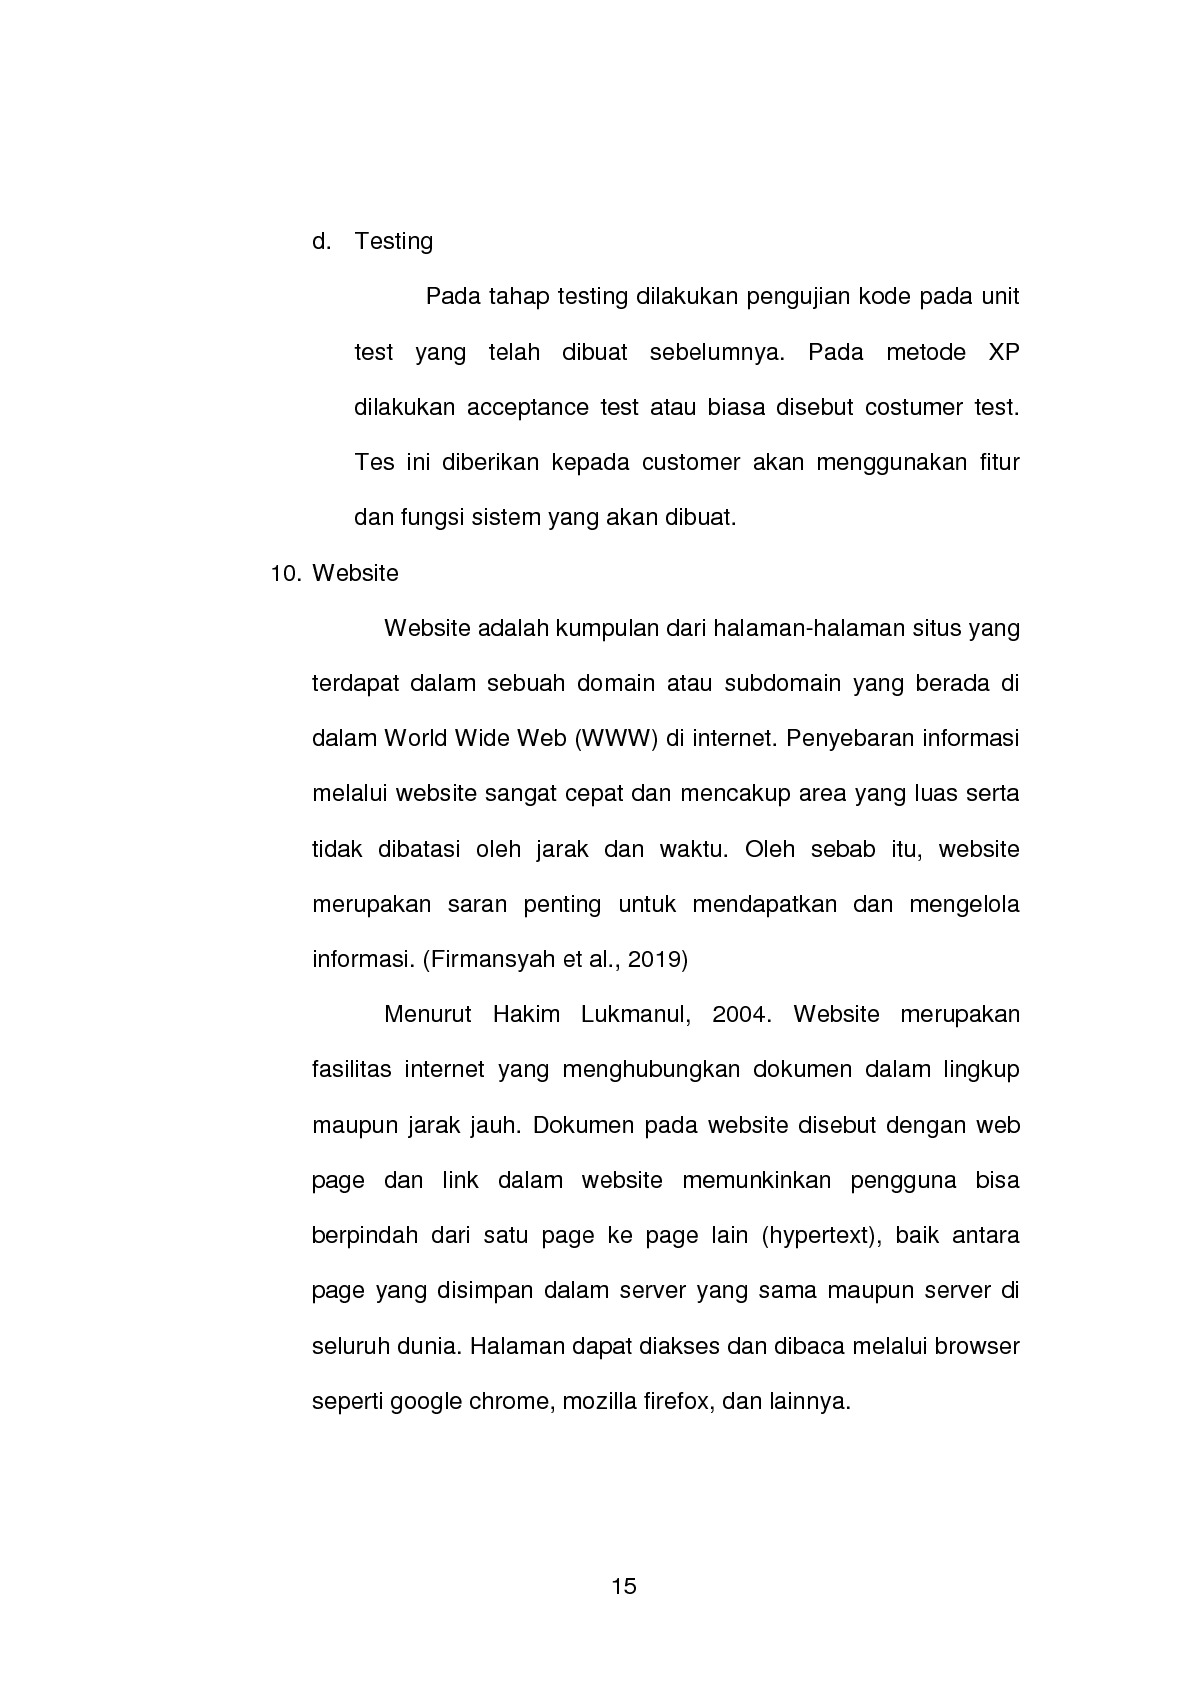 d. Testing
Pada tahap testing dilakukan pengujian kode pada unit
test yang telah dibuat sebelumnya. Pada metode XP
dilakukan acceptance test atau biasa disebut costumer test.
Tes ini diberikan kepada customer akan menggunakan fitur
dan fungsi sistem yang akan dibuat.
10. Website
Website adalah kumpulan dari halaman-halaman situs yang
terdapat dalam sebuah domain atau subdomain yang berada di
dalam World Wide Web (WWW) di internet. Penyebaran informasi
melalui website sangat cepat dan mencakup area yang luas serta
tidak dibatasi oleh jarak dan waktu. Oleh sebab itu, website
merupakan saran penting untuk mendapatkan dan mengelola
informasi. (Firmansyah et al., 2019)
Menurut Hakim Lukmanul, 2004. Website merupakan
fasilitas internet yang menghubungkan dokumen dalam lingkup
maupun jarak jauh. Dokumen pada website disebut dengan web
page dan link dalam website memunkinkan pengguna bisa
berpindah dari satu page ke page lain (hypertext), baik antara
page yang disimpan dalam server yang sama maupun server di
seluruh dunia. Halaman dapat diakses dan dibaca melalui browser
seperti google chrome, mozilla firefox, dan lainnya.
15